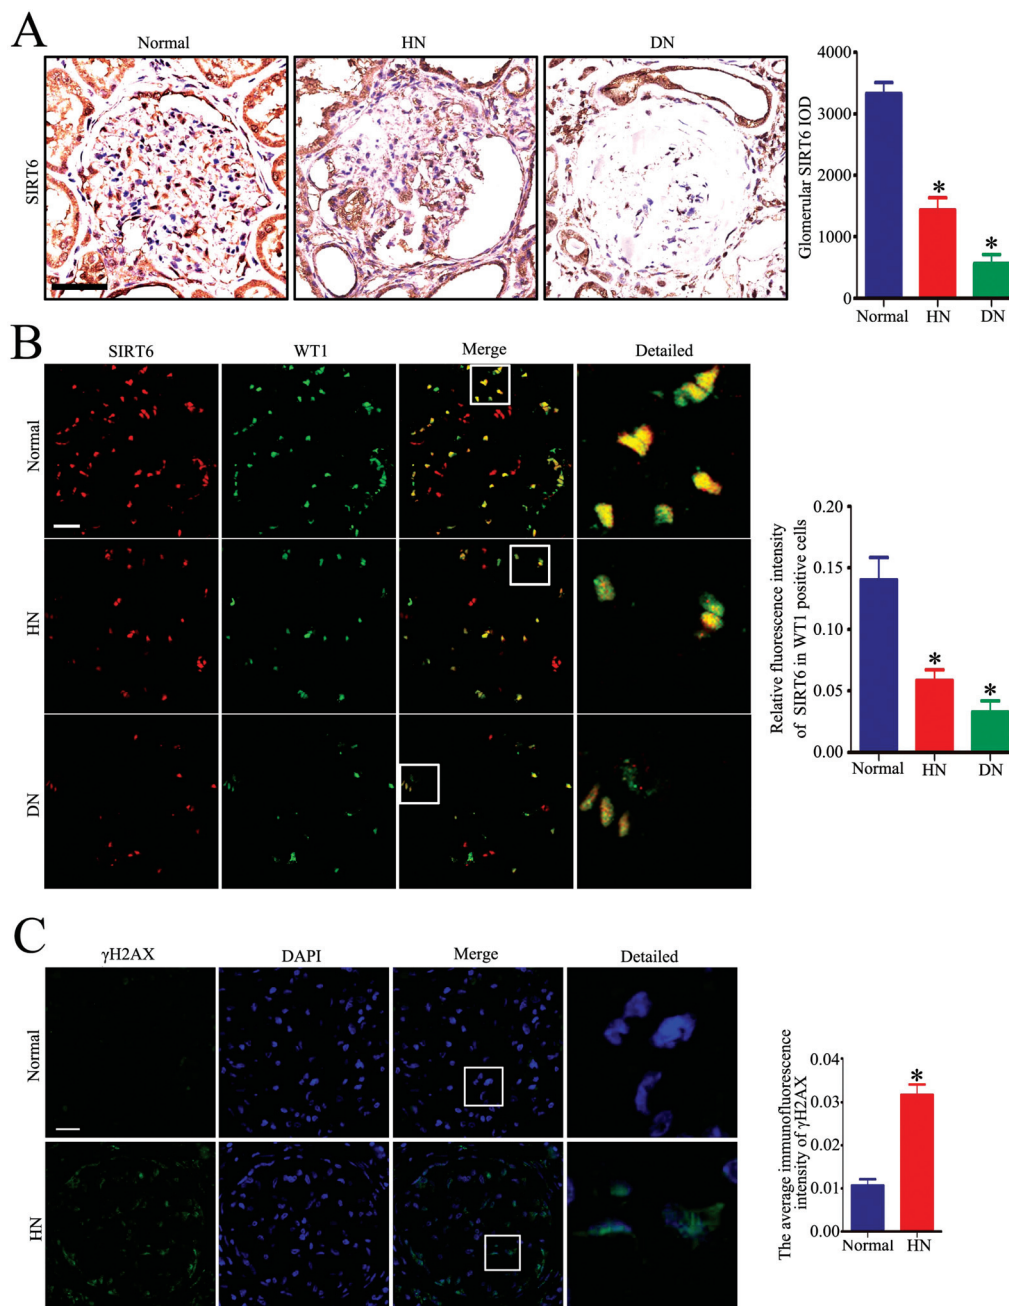 A
Normal
HN
DN
SIRT6
Glomerular SIRT6 IOD
4000
3000
2000
1000
0
*
*
Normal
HN
DN
B
SIRT6
WT1
Merge
Detailed
Normal
HN
DN
Relative fluorescence intensity
of SIRT6 in WT1 positive cells
0.20
0.15
0.10
0.05
0.00
*
*
Normal
HN
DN
C
γH2AX
DAPI
Merge
Detailed
Normal
HN
The average immunofluorescence
intensity of γH2AX
0.04
0.03
0.02
0.01
0.00
*
Normal
HN